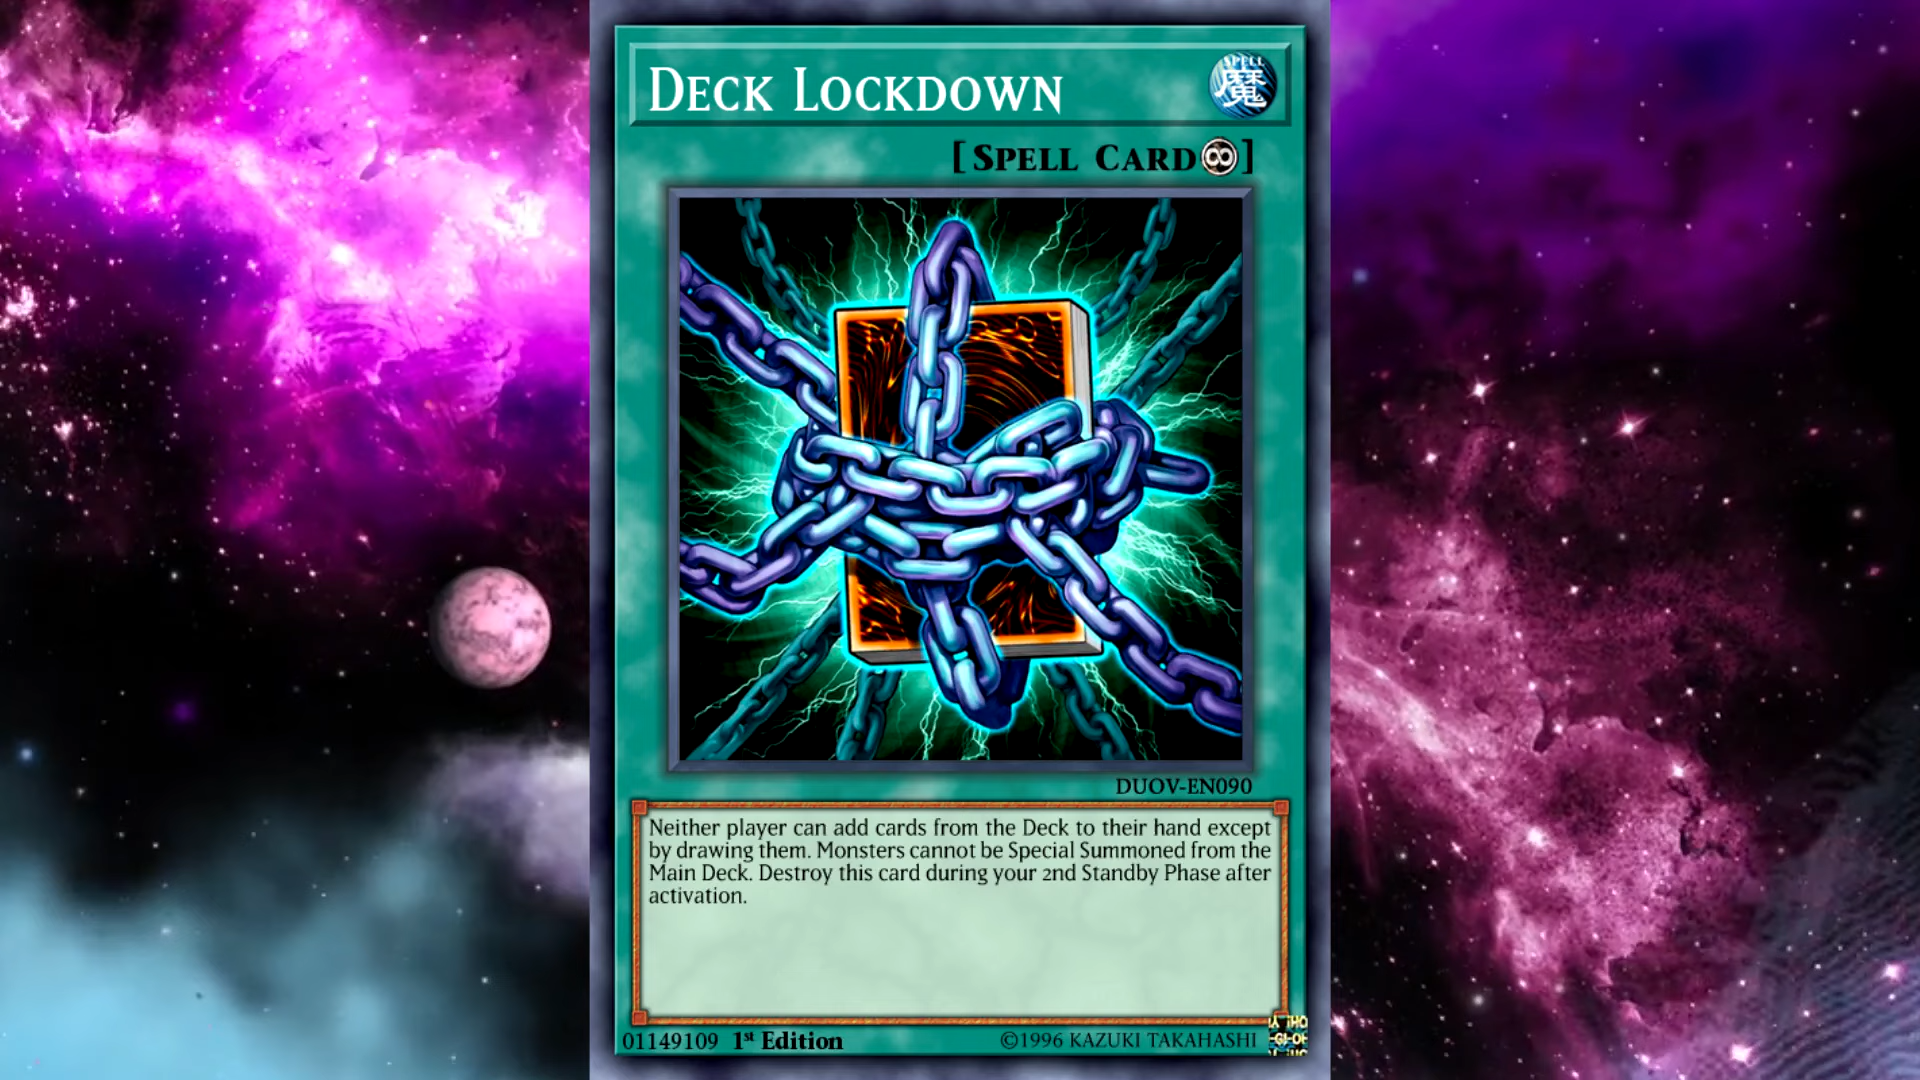 DECK LOCKDOWN
SPELL
魔
[SPELL CARD∞]
DUOV-EN090
Neither player can add cards from the Deck to their hand except
by drawing them. Monsters cannot be Special Summoned from the
Main Deck. Destroy this card during your 2nd Standby Phase after
activation.
01149109 1st Edition ©1996 KAZUKI TAKAHASHI